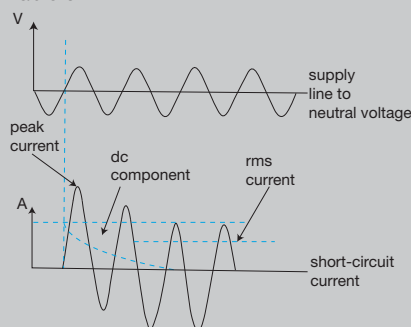 V
supply
line to
neutral voltage
peak
current
dc
component
rms
current
A
short-circuit
current